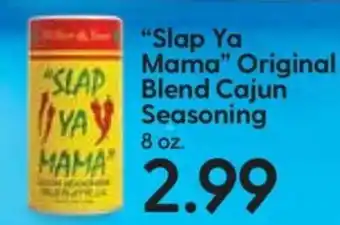 "SLAP
YA
MAMA"
"Slap Ya
Mama" Original
Blend Cajun
Seasoning
8 oz.
2.99